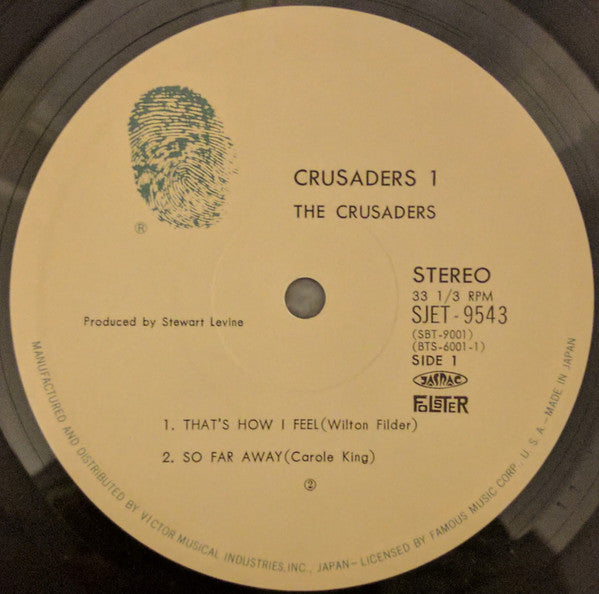 CRUSADERS 1
THE CRUSADERS
®
STEREO
33 1/3 RPM
SJET-9543
(SBT-9001)
(BTS-6001-1)
SIDE 1
JASRAC
FOLSTER
Produced by Stewart Levine
1. THAT'S HOW I FEEL(Wilton Filder)
2. SO FAR AWAY(Carole King)
②
MANUFACTURED AND DISTRIBUTED BY VICTOR MUSICAL INDUSTRIES,INC., JAPAN-LICENSED BY FAMOUS MUSIC CORP., U.S.A.-MADE IN JAPAN